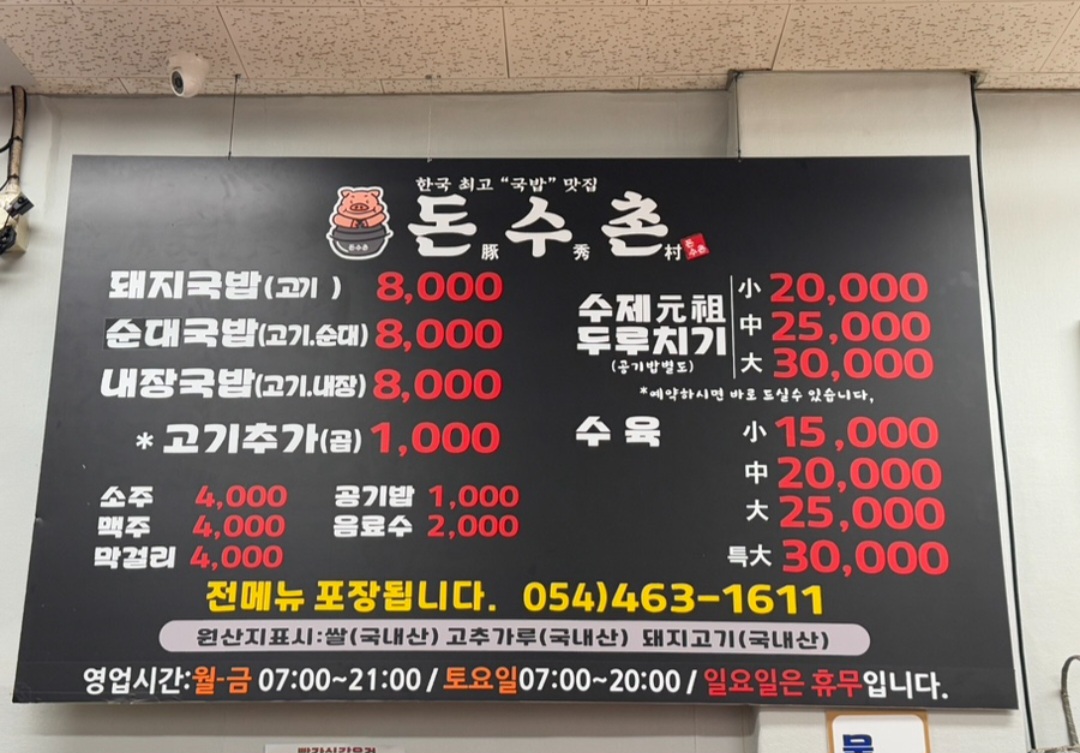 한국 최고 "국밥" 맛집
돈豚수秀촌村 돈수촌
돈수촌
돼지국밥(고기 ) 8,000
순대국밥(고기.순대) 8,000
내장국밥(고기.내장) 8,000
*고기추가(곱) 1,000
소주 4,000 공기밥 1,000
맥주 4,000 음료수 2,000
막걸리 4,000
수제元祖
두루치기
(공기밥별도)
小 20,000
中 25,000
大 30,000
*예약하시면 바로 드실수 있습니다,
수육 小 15,000
中 20,000
大 25,000
특大 30,000
전메뉴 포장됩니다. 054)463-1611
원산지표시:쌀(국내산) 고추가루(국내산) 돼지고기(국내산)
영업시간:월-금 07:00~21:00 / 토요일07:00~20:00 / 일요일은 휴무입니다.